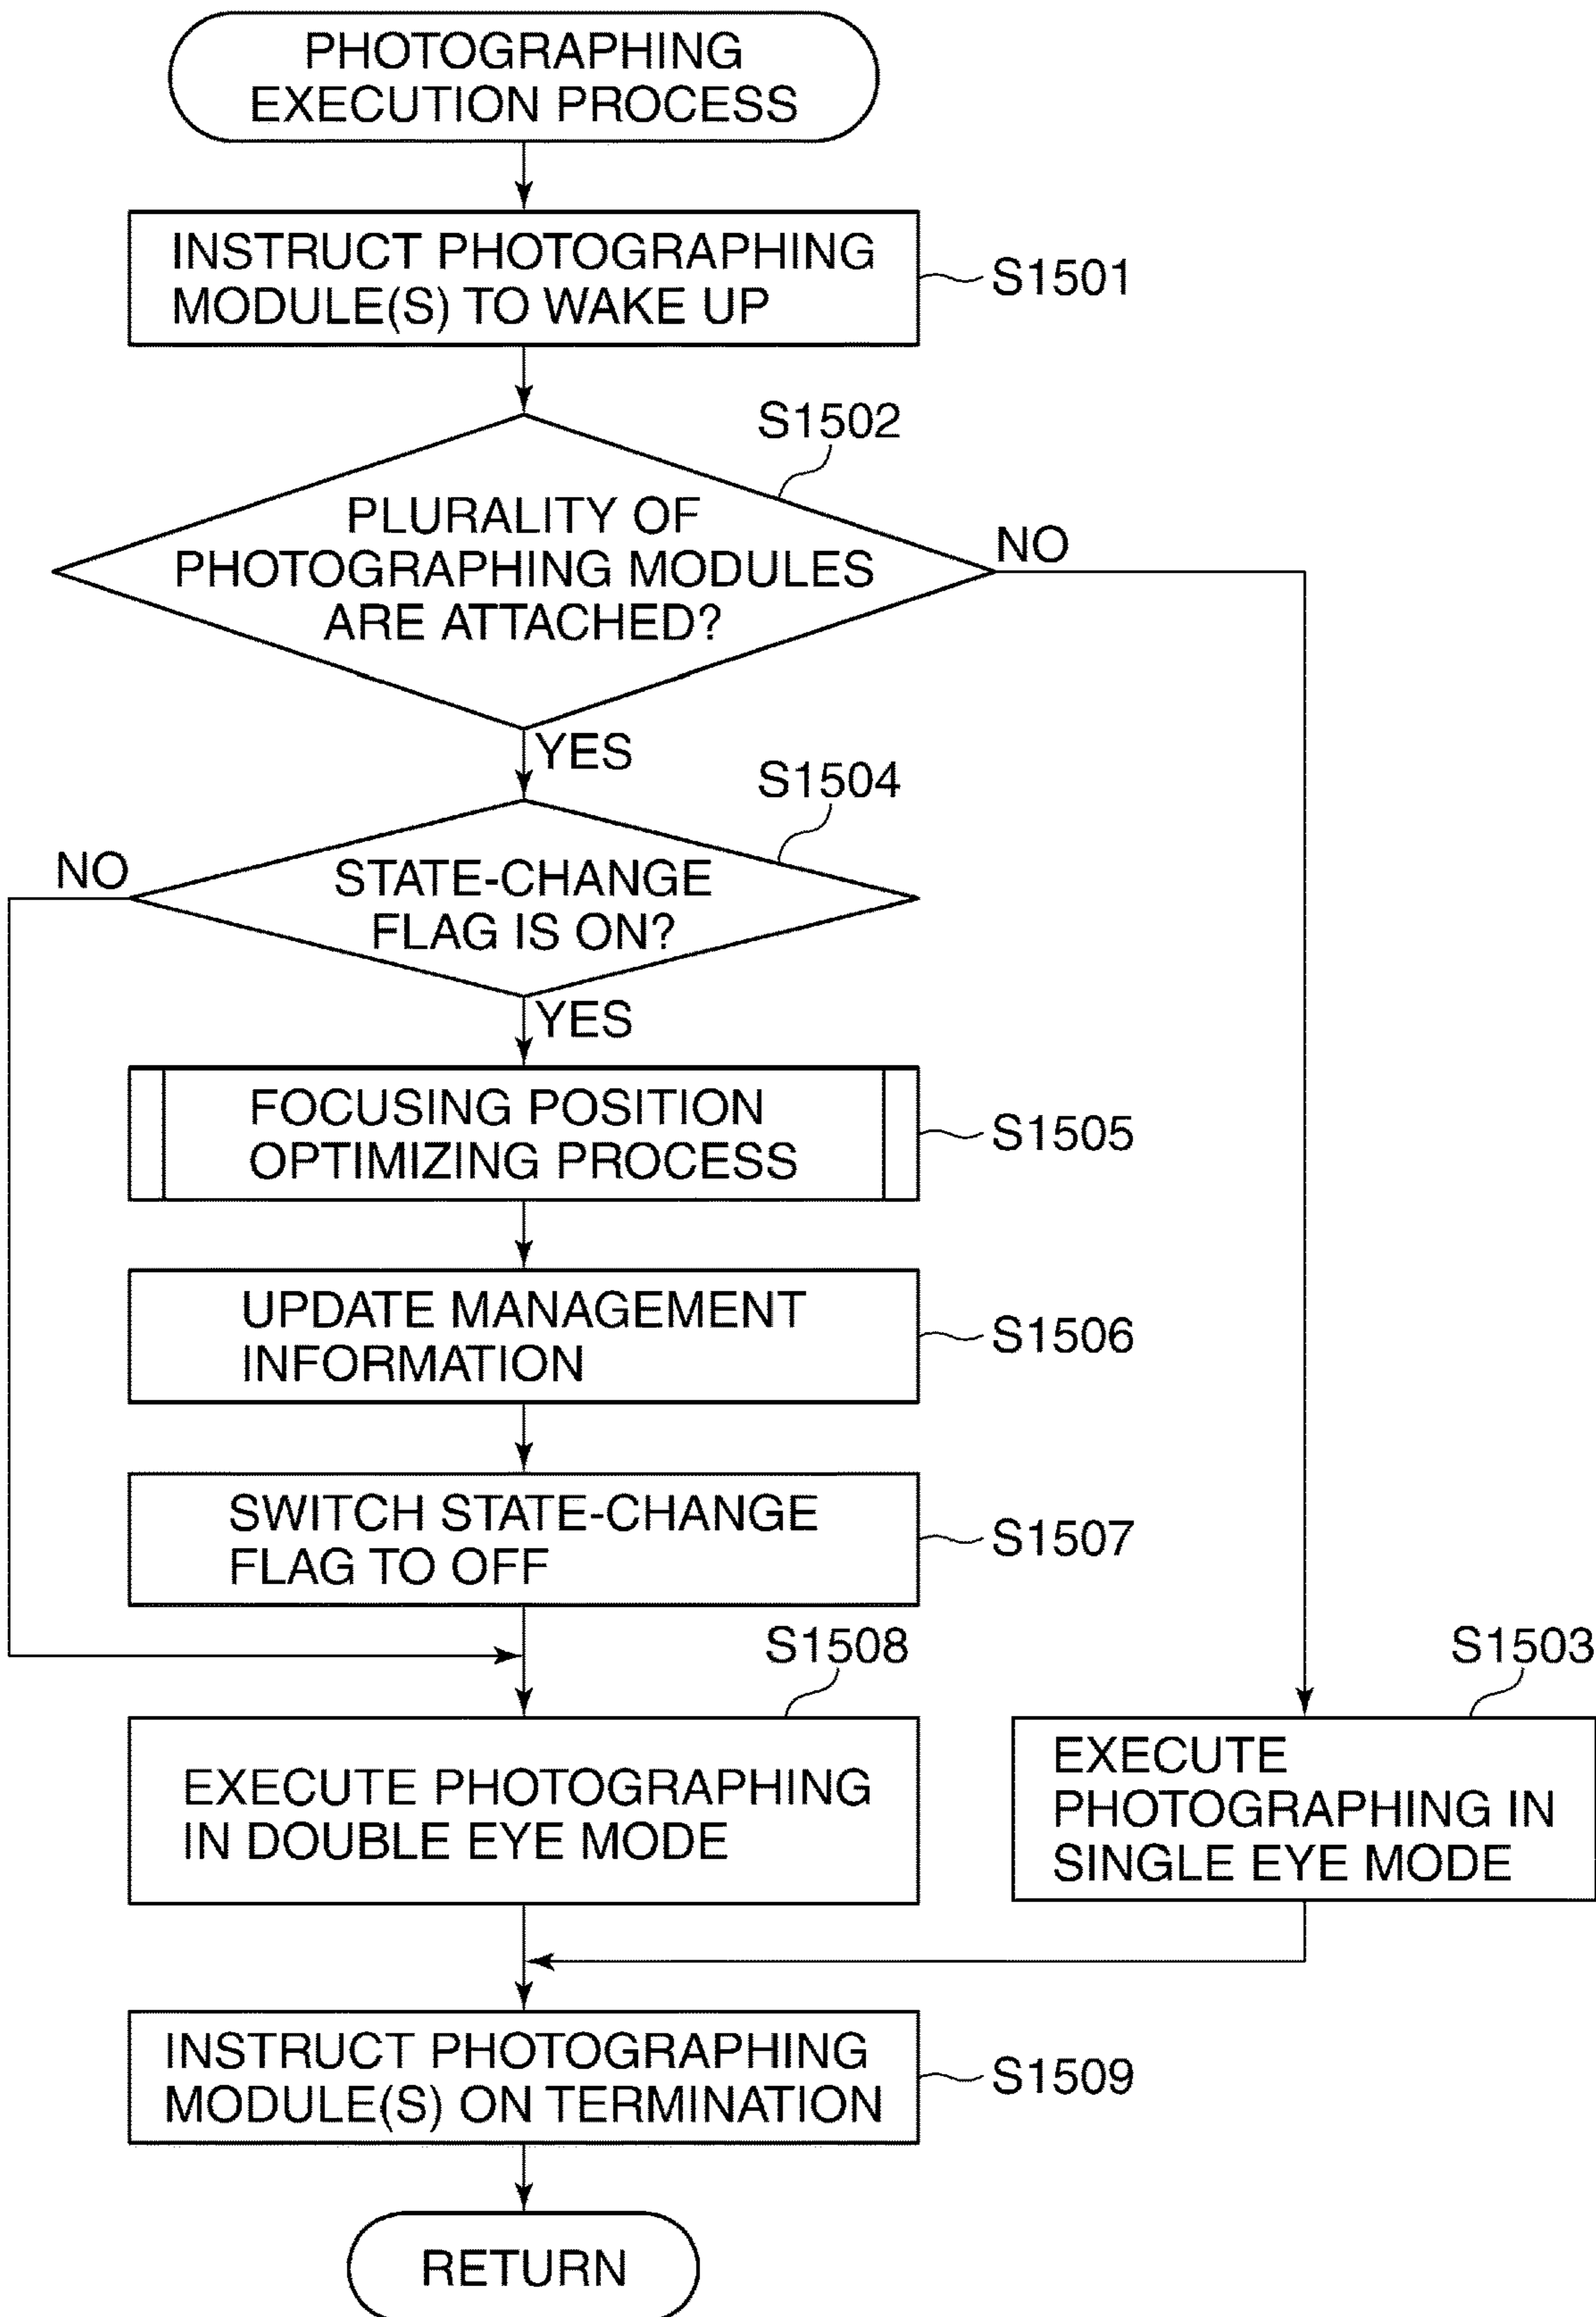 PHOTOGRAPHING
EXECUTION PROCESS
INSTRUCT PHOTOGRAPHING
MODULE(S) TO WAKE UP
S1501
S1502
PLURALITY OF
PHOTOGRAPHING MODULES
ARE ATTACHED?
NO
YES
S1504
NO
STATE-CHANGE
FLAG IS ON?
YES
FOCUSING POSITION
OPTIMIZING PROCESS
S1505
UPDATE MANAGEMENT
INFORMATION
S1506
SWITCH STATE-CHANGE
FLAG TO OFF
S1507
S1508
EXECUTE PHOTOGRAPHING
IN DOUBLE EYE MODE
S1503
EXECUTE
PHOTOGRAPHING IN
SINGLE EYE MODE
INSTRUCT PHOTOGRAPHING
MODULE(S) ON TERMINATION
S1509
RETURN